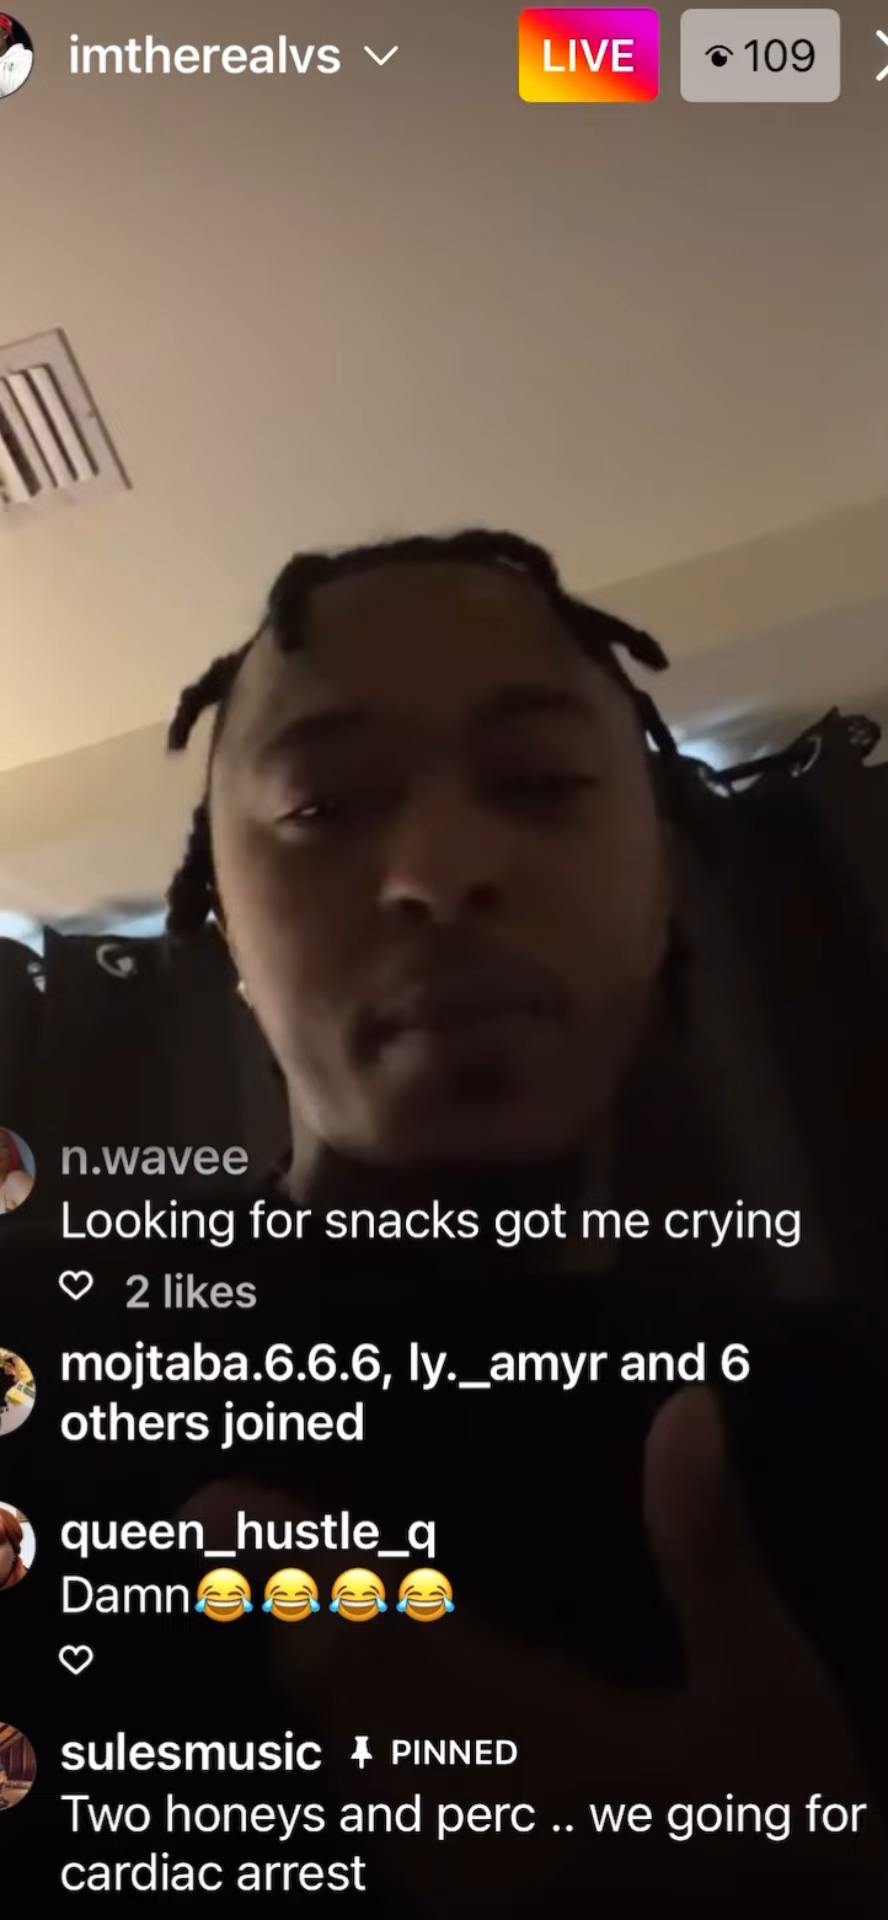 imtherealvs
LIVE
109
n.wavee
Looking for snacks got me crying
2 likes
mojtaba.6.6.6, ly._amyr and 6
others joined
queen_hustle_q
Damn😂😂😂😂
sulesmusic PINNED
Two honeys and perc .. we going for
cardiac arrest